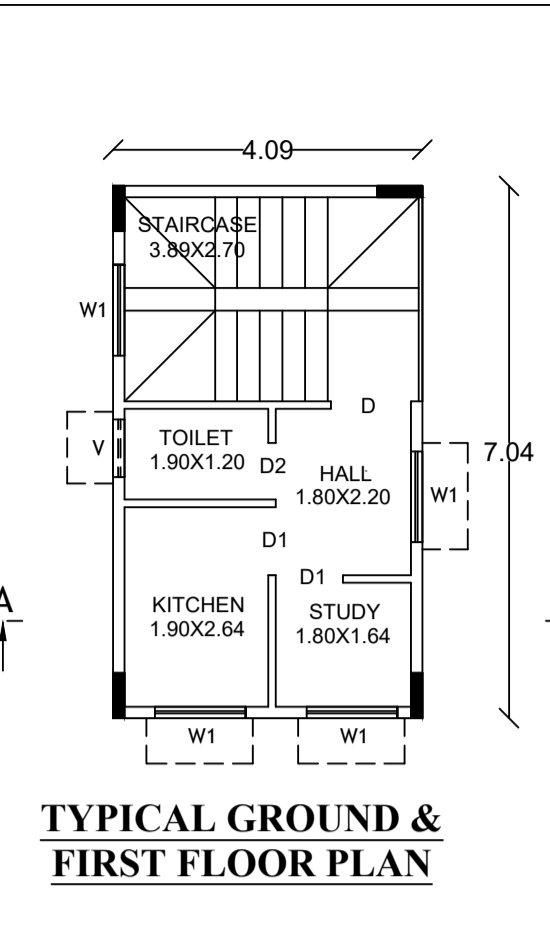 4.09
STAIRCASE
3.89X2.70
W1
D
V
TOILET
1.90X1.20
D2
HALL
1.80X2.20
W1
7.04
D1
D1
A
KITCHEN
1.90X2.64
STUDY
1.80X1.64
W1
W1
TYPICAL GROUND &
FIRST FLOOR PLAN